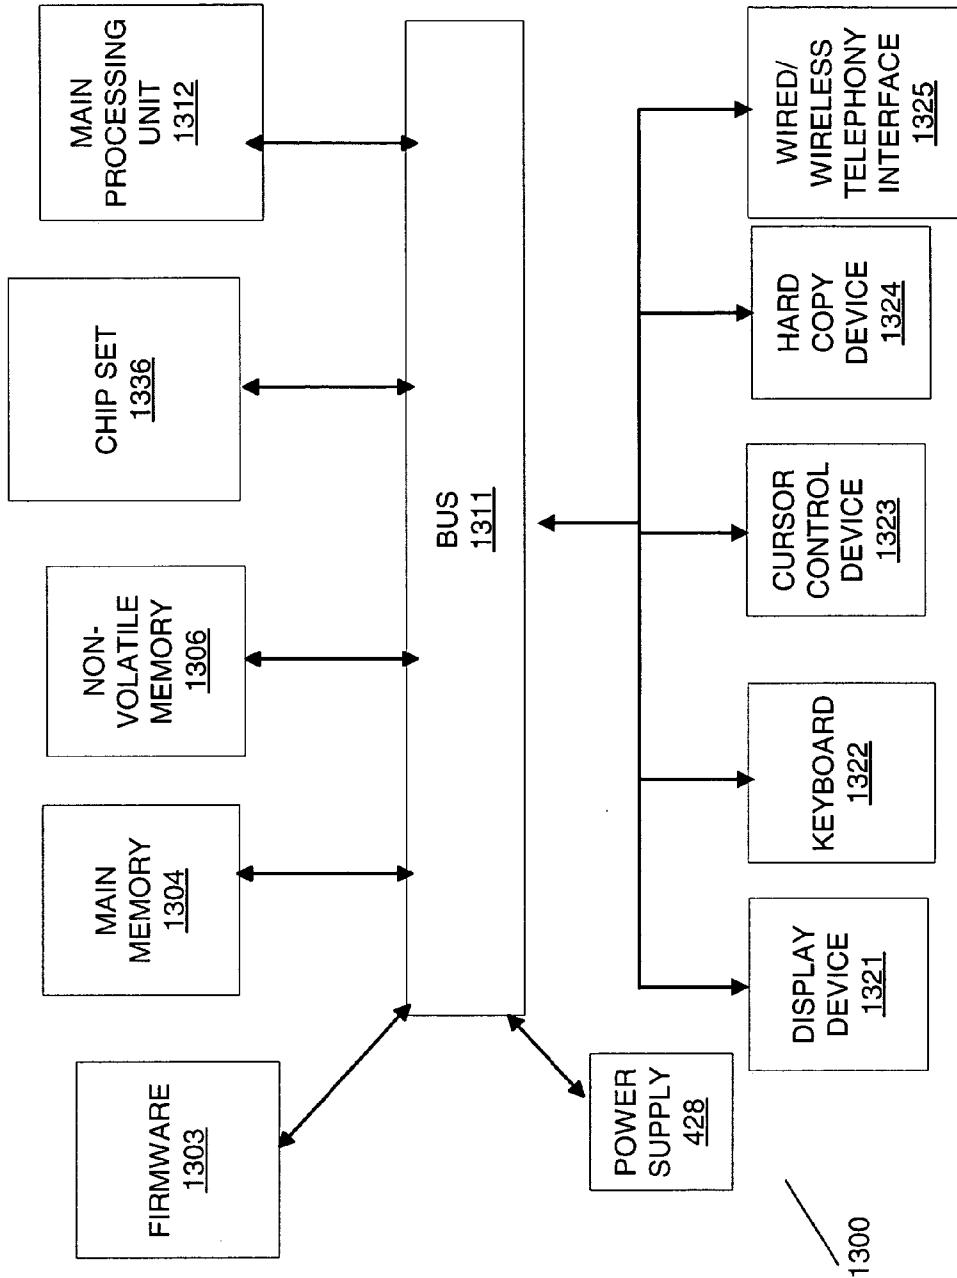 FIRMWARE
1303
MAIN
MEMORY
1304
NON-
VOLATILE
MEMORY
1306
CHIP SET
1336
MAIN
PROCESSING
UNIT
1312
BUS
1311
POWER
SUPPLY
428
DISPLAY
DEVICE
1321
KEYBOARD
1322
CURSOR
CONTROL
DEVICE
1323
HARD
COPY
DEVICE
1324
WIRED/
WIRELESS
TELEPHONY
INTERFACE
1325
1300